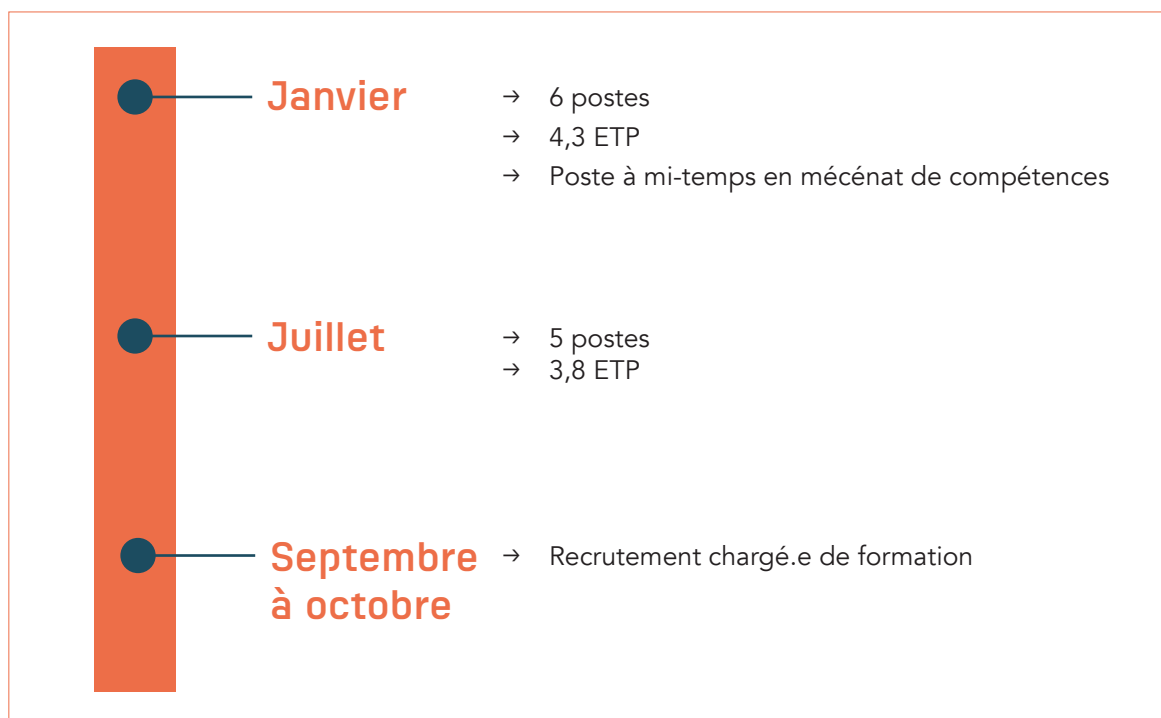 Janvier
→ 6 postes
→ 4,3 ETP
→ Poste à mi-temps en mécénat de compétences
Juillet
→ 5 postes
→ 3,8 ETP
Septembre
à octobre
→ Recrutement chargé.e de formation